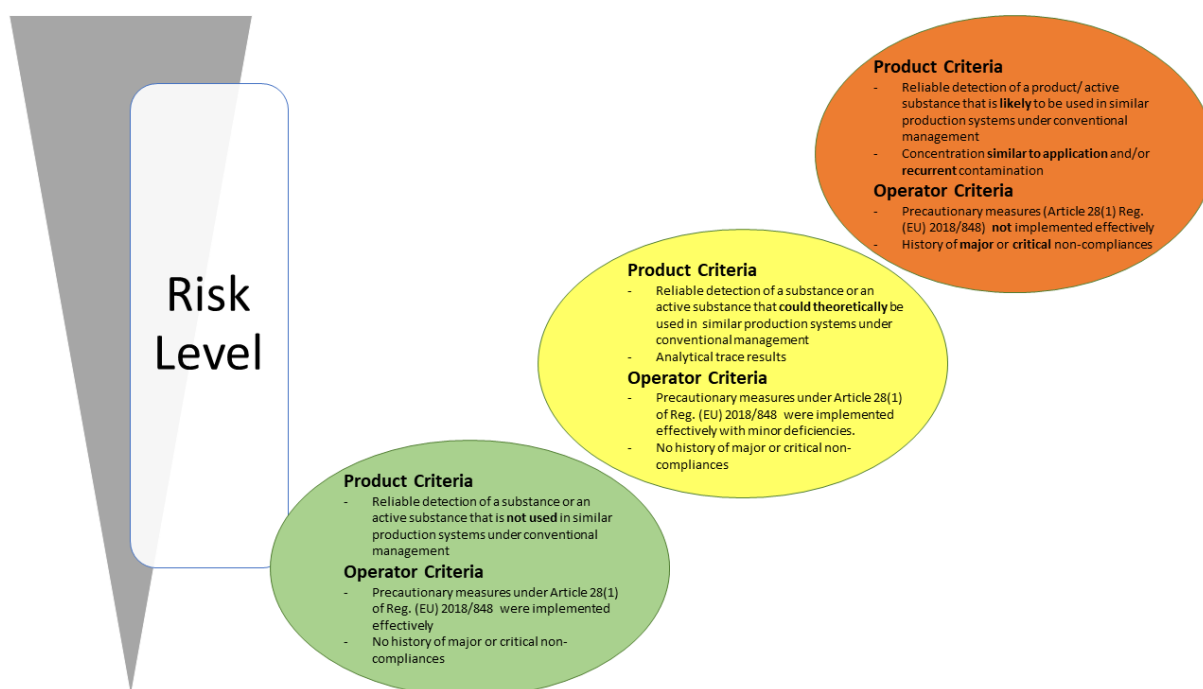 Risk
Level
Product Criteria
- Reliable detection of a product/ active
substance that is likely to be used in similar
production systems under conventional
management
- Concentration similar to application and/or
recurrent contamination
Operator Criteria
- Precautionary measures (Article 28(1) Reg.
(EU) 2018/848) not implemented effectively
- History of major or critical non-compliances
Product Criteria
- Reliable detection of a substance or an
active substance that could theoretically be
used in similar production systems under
conventional management
- Analytical trace results
Operator Criteria
- Precautionary measures under Article 28(1)
of Reg. (EU) 2018/848 were implemented
effectively with minor deficiencies.
- No history of major or critical non-
compliances
Product Criteria
- Reliable detection of a substance or an
active substance that is not used in similar
production systems under conventional
management
Operator Criteria
- Precautionary measures under Article 28(1)
of Reg. (EU) 2018/848 were implemented
effectively
- No history of major or critical non-
compliances